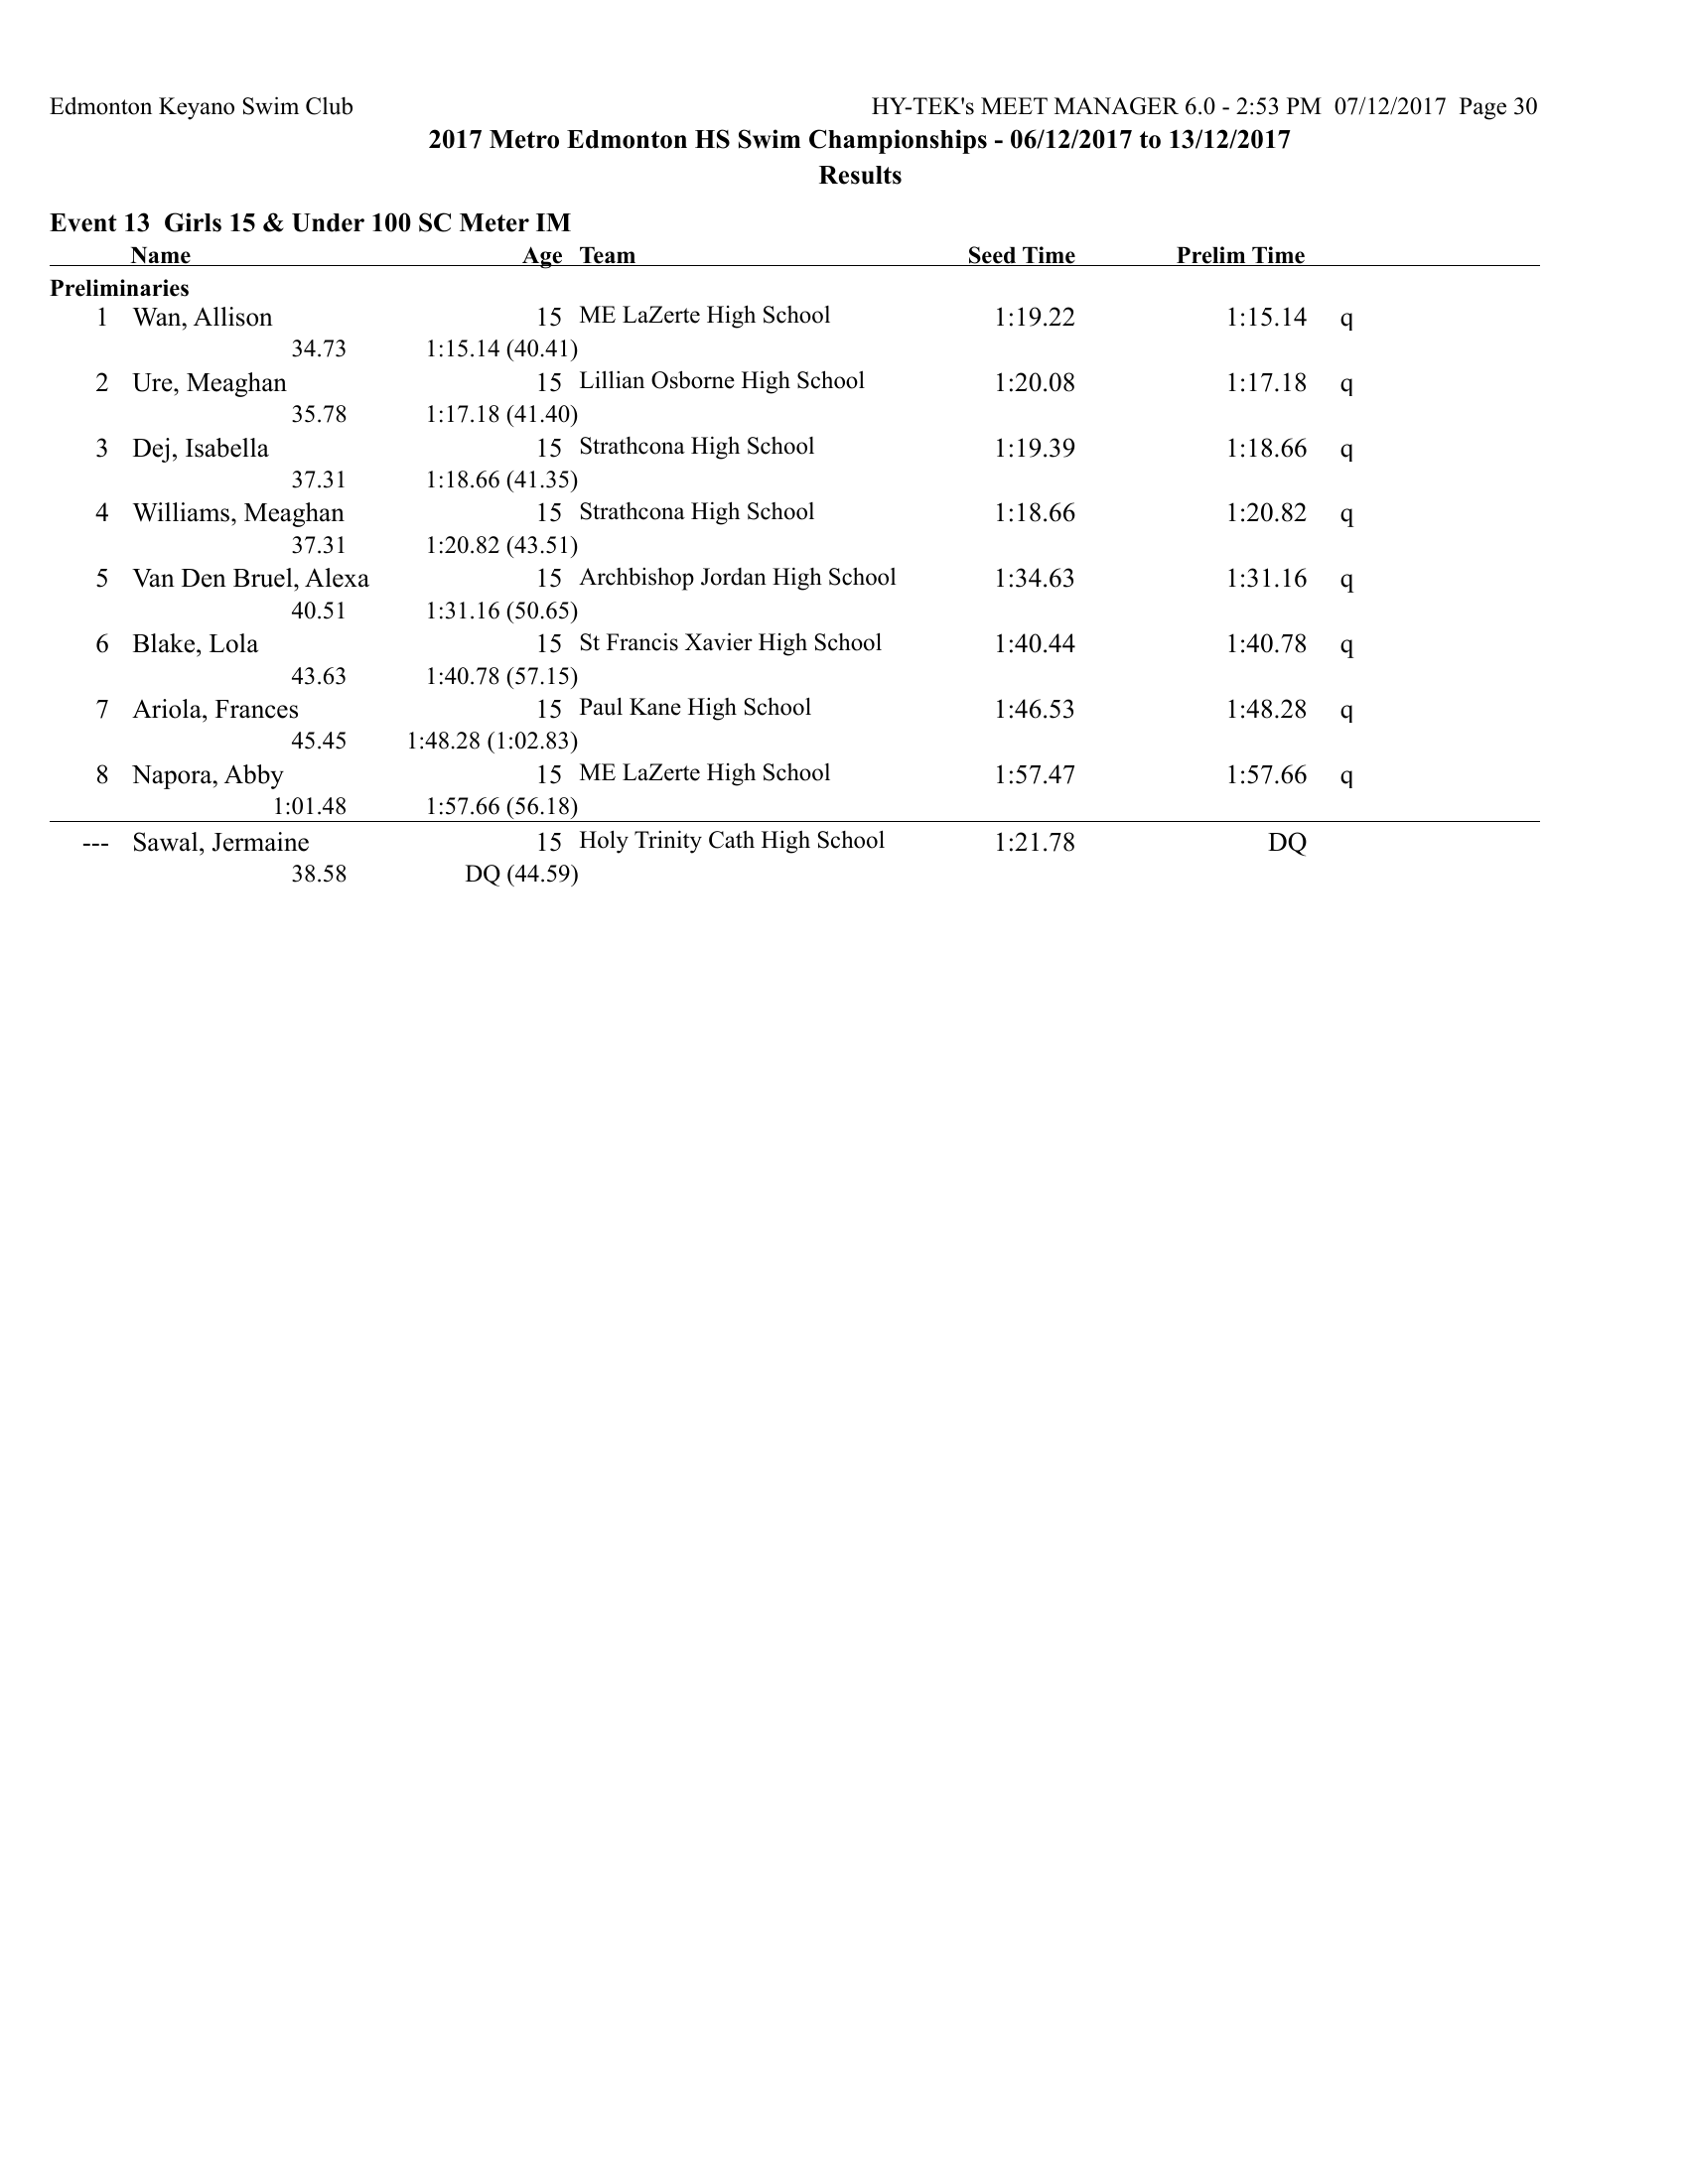 Edmonton Keyano Swim Club HY-TEK's MEET MANAGER 6.0 - 2:53 PM 07/12/2017 Page 30
2017 Metro Edmonton HS Swim Championships - 06/12/2017 to 13/12/2017
Results
Event 13 Girls 15 & Under 100 SC Meter IM
Name Age Team Seed Time Prelim Time
Preliminaries
1 Wan, Allison 15 ME LaZerte High School 1:19.22 1:15.14 q
34.73 1:15.14 (40.41)
2 Ure, Meaghan 15 Lillian Osborne High School 1:20.08 1:17.18 q
35.78 1:17.18 (41.40)
3 Dej, Isabella 15 Strathcona High School 1:19.39 1:18.66 q
37.31 1:18.66 (41.35)
4 Williams, Meaghan 15 Strathcona High School 1:18.66 1:20.82 q
37.31 1:20.82 (43.51)
5 Van Den Bruel, Alexa 15 Archbishop Jordan High School 1:34.63 1:31.16 q
40.51 1:31.16 (50.65)
6 Blake, Lola 15 St Francis Xavier High School 1:40.44 1:40.78 q
43.63 1:40.78 (57.15)
7 Ariola, Frances 15 Paul Kane High School 1:46.53 1:48.28 q
45.45 1:48.28 (1:02.83)
8 Napora, Abby 15 ME LaZerte High School 1:57.47 1:57.66 q
1:01.48 1:57.66 (56.18)
--- Sawal, Jermaine 15 Holy Trinity Cath High School 1:21.78 DQ
38.58 DQ (44.59)